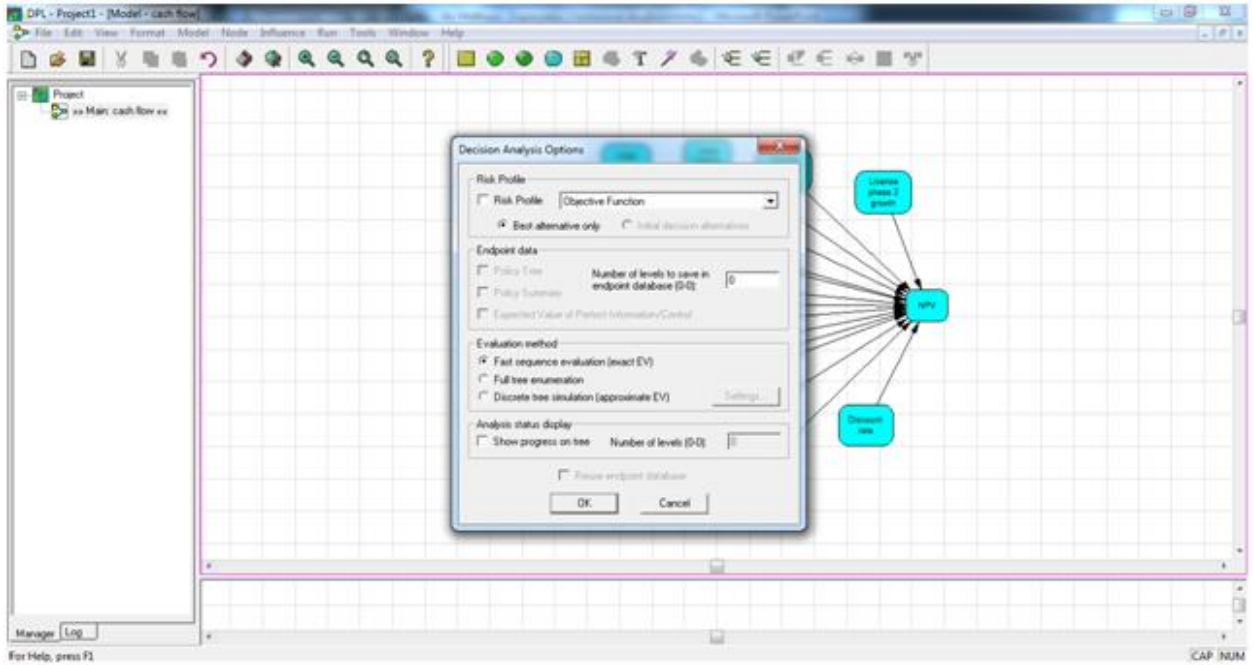 DPL - Project1 - [Model - cash flow]
File Edit View Format Model Node Influence Run Tools Window Help
Project
»» Main: cash flow ««
Decision Analysis Options
Risk Profile
Risk Profile
Objective Function
Best alternative only
Initial decision alternatives
Endpoint data
Policy Tree
Policy Summary
Number of levels to save in
endpoint database (0-0):
0
Expected Value of Perfect Information/Control
Evaluation method
Fast sequence evaluation (exact EV)
Full tree enumeration
Discrete tree simulation (approximate EV)
Settings...
Analysis status display
Show progress on tree
Number of levels (0-0):
0
Reuse endpoint database
OK
Cancel
License
phase 2
growth
NPV
Discount
rate
Manager
Log
For Help, press F1
CAP NUM